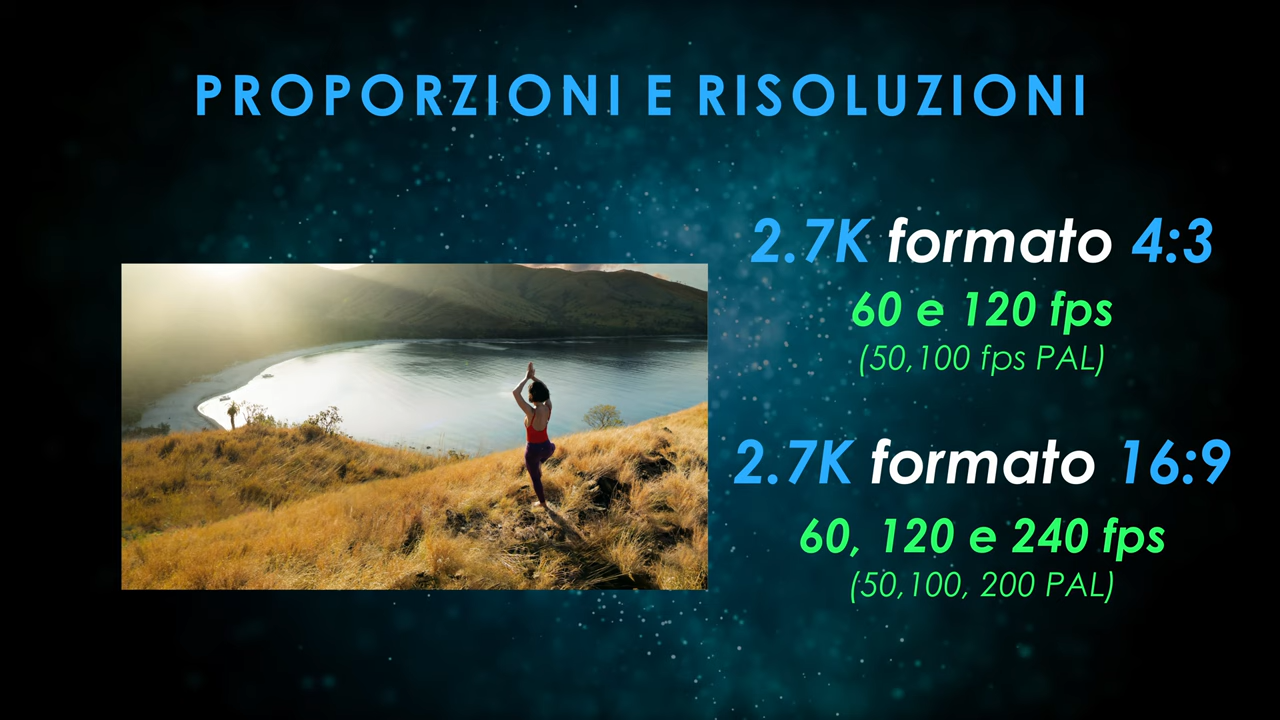 PROPORZIONI E RISOLUZIONI
2.7K formato 4:3
60 e 120 fps
(50,100 fps PAL)
2.7K formato 16:9
60, 120 e 240 fps
(50,100, 200 PAL)